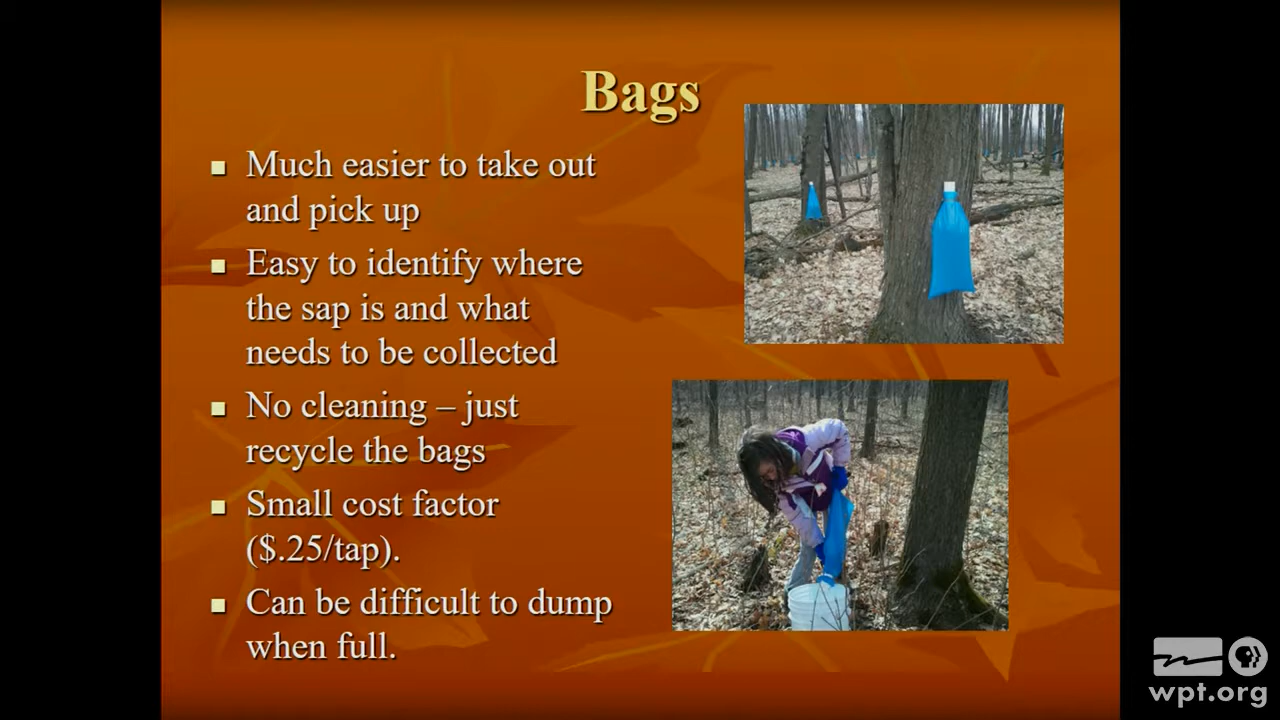 Bags
Much easier to take out
and pick up
Easy to identify where
the sap is and what
needs to be collected
No cleaning – just
recycle the bags
Small cost factor
($.25/tap).
Can be difficult to dump
when full.
wpt.org